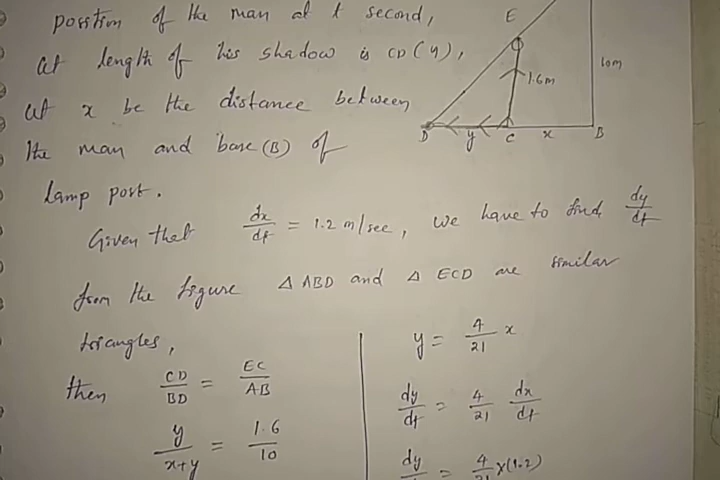 position of the man at t second,
let length of his shadow is CD(y),
let x be the distance between
the man and base (B) of
lamp post.
Given that dx/dt = 1.2 m/sec, we have to find dy/dt
from the figure △ ABD and △ ECD are similar
triangles,
then CD/BD = EC/AB
y/x+y = 1.6/10
y = 4/21 x
dy/dt = 4/21 dx/dt
dy/ = 4/21 x(1.2)
E
10m
1.6m
D y C x B